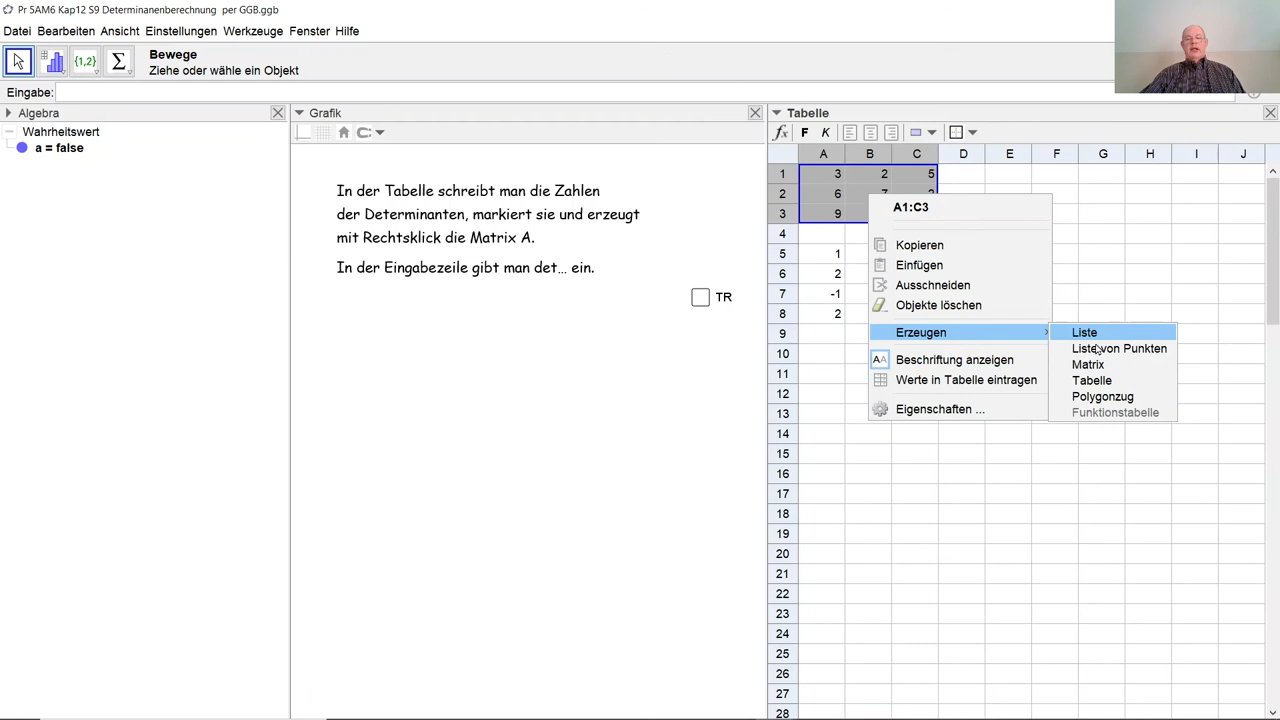 Pr 5AM6 Kap12 S9 Determinanenberechnung per GGB.ggb
Datei Bearbeiten Ansicht Einstellungen Werkzeuge Fenster Hilfe
{1,2} Σ
Bewege
Ziehe oder wähle ein Objekt
Eingabe:
Algebra
Grafik
Tabelle
Wahrheitswert
a = false
fx F K
A B C D E F G H I J
1 3 2 5
2 6 7
3 9
4
5 1
6 2
7 -1
8 2
9
10
11
12
13
14
15
16
17
18
19
20
21
22
23
24
25
26
27
28
In der Tabelle schreibt man die Zahlen
der Determinanten, markiert sie und erzeugt
mit Rechtsklick die Matrix A.
In der Eingabezeile gibt man det... ein.
TR
A1:C3
Kopieren
Einfügen
Ausschneiden
Objekte löschen
Erzeugen
AA Beschriftung anzeigen
Werte in Tabelle eintragen
Eigenschaften ...
Liste
Liste von Punkten
Matrix
Tabelle
Polygonzug
Funktionstabelle